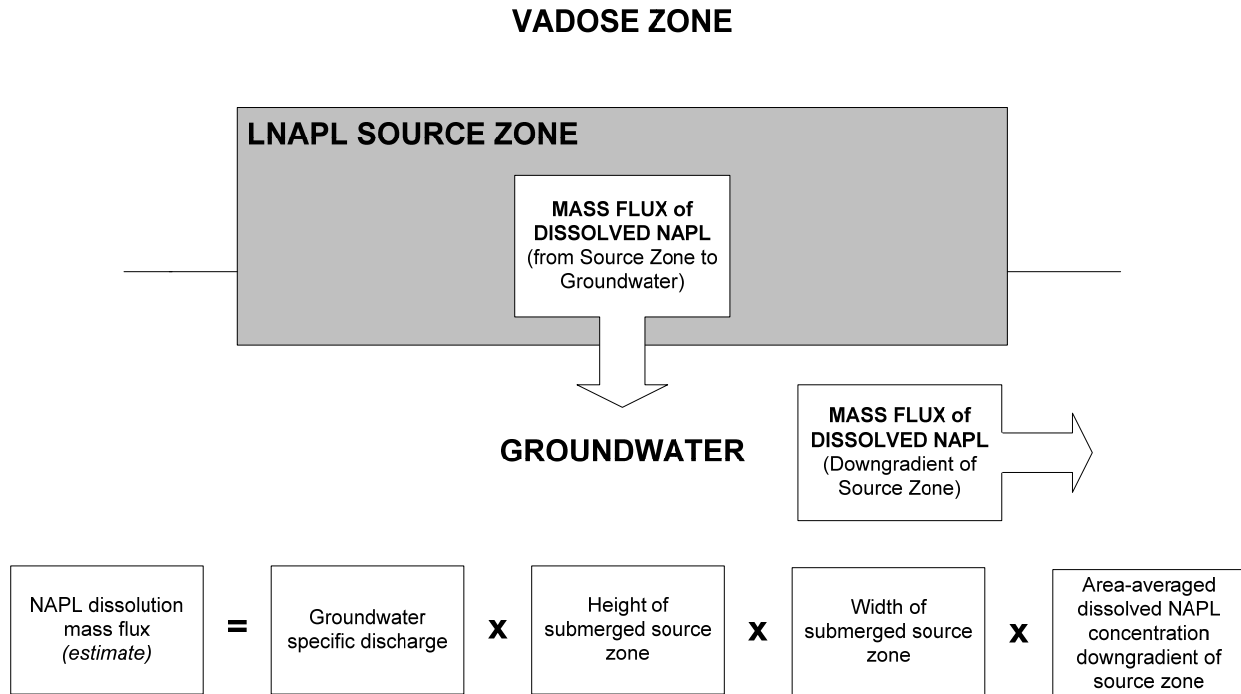 VADOSE ZONE
LNAPL SOURCE ZONE
MASS FLUX of
DISSOLVED NAPL
(from Source Zone to
Groundwater)
GROUNDWATER
MASS FLUX of
DISSOLVED NAPL
(Downgradient of
Source Zone)
NAPL dissolution
mass flux
(estimate)
=
Groundwater
specific discharge
x
Height of
submerged source
zone
x
Width of
submerged source
zone
x
Area-averaged
dissolved NAPL
concentration
downgradient of
source zone